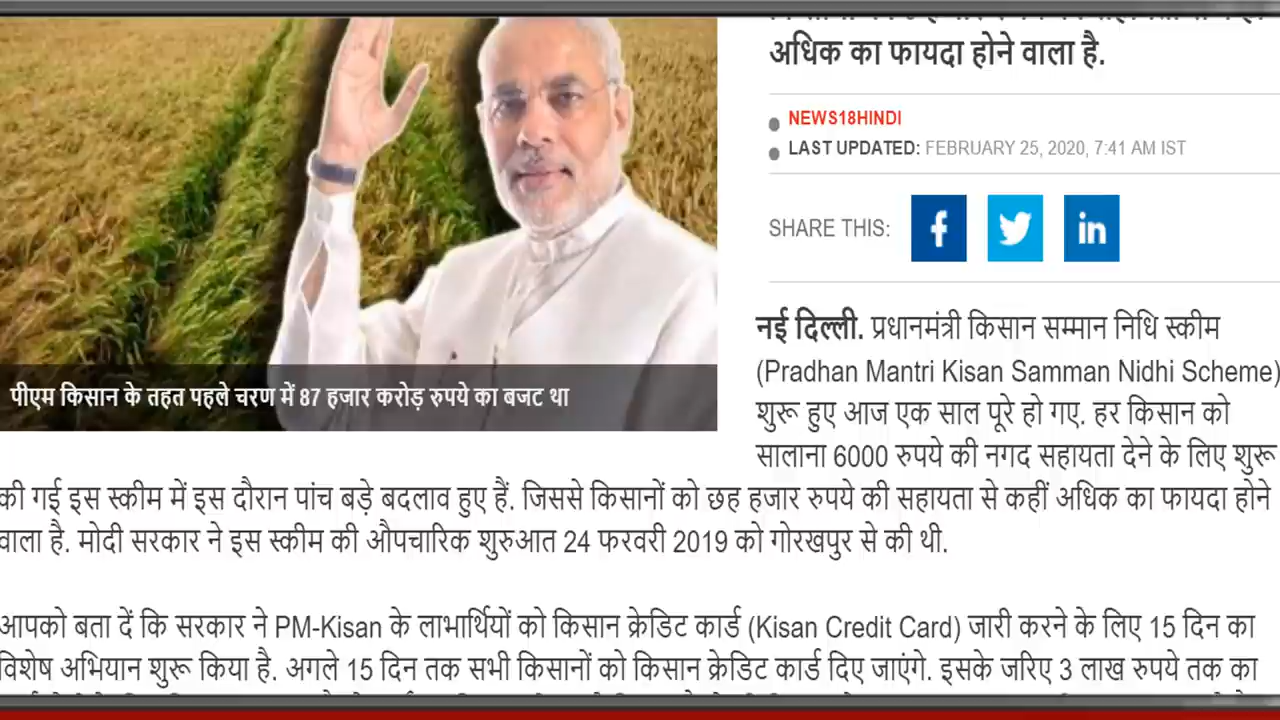 अधिक का फायदा होने वाला है.
NEWS18HINDI
LAST UPDATED: FEBRUARY 25, 2020, 7:41 AM IST
SHARE THIS:
पीएम किसान के तहत पहले चरण में 87 हजार करोड़ रुपये का बजट था
नई दिल्ली. प्रधानमंत्री किसान सम्मान निधि स्कीम
(Pradhan Mantri Kisan Samman Nidhi Scheme)
शुरू हुए आज एक साल पूरे हो गए. हर किसान को
सालाना 6000 रुपये की नगद सहायता देने के लिए शुरू
की गई इस स्कीम में इस दौरान पांच बड़े बदलाव हुए हैं. जिससे किसानों को छह हजार रुपये की सहायता से कहीं अधिक का फायदा होने
वाला है. मोदी सरकार ने इस स्कीम की औपचारिक शुरुआत 24 फरवरी 2019 को गोरखपुर से की थी.
आपको बता दें कि सरकार ने PM-Kisan के लाभार्थियों को किसान क्रेडिट कार्ड (Kisan Credit Card) जारी करने के लिए 15 दिन का
विशेष अभियान शुरू किया है. अगले 15 दिन तक सभी किसानों को किसान क्रेडिट कार्ड दिए जाएंगे. इसके जरिए 3 लाख रुपये तक का